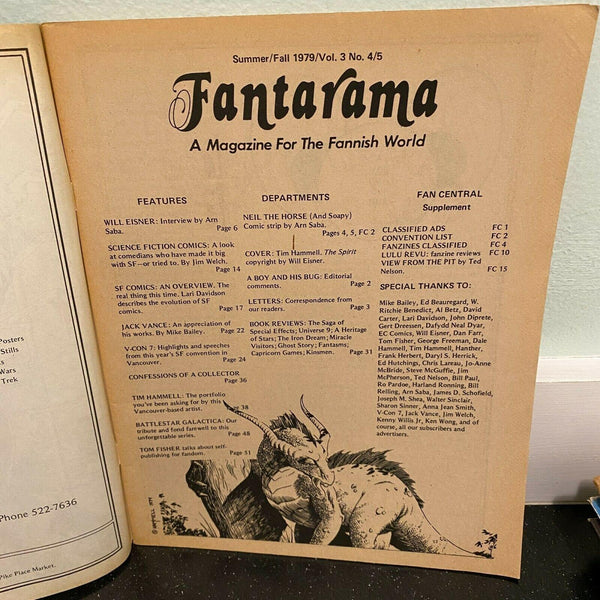 Posters
Stills
ks
Wars
Trek
Phone 522-7636
Pike Place Market.
Summer/Fall 1979/Vol. 3 No. 4/5
Fantarama
A Magazine For The Fannish World
FEATURES
WILL EISNER: Interview by Arn
Saba. Page 6
SCIENCE FICTION COMICS: A look
at comedians who have made it big
with SF—or tried to. By Jim Welch.
Page 14
SF COMICS: AN OVERVIEW. The
real thing this time. Lari Davidson
describes the evolution of SF
comics. Page 17
JACK VANCE: An appreciation of
his works. By Mike Bailey. Page 22
V-CON 7: Highlights and speeches
from this year's SF convention in
Vancouver. Page 24
CONFESSIONS OF A COLLECTOR
Page 36
TIM HAMMELL: The portfolio
you've been asking for by this
Vancouver-based artist. Page 38
BATTLESTAR GALACTICA: Our
tribute and fond farewell to this
unforgettable series. Page 48
TOM FISHER talks about self-
publishing for fandom. Page 51
DEPARTMENTS
NEIL THE HORSE (And Soapy)
Comic strip by Arn Saba.
Pages 4, 5, FC 2
COVER: Tim Hammell. The Spirit
copyright by Will Eisner.
A BOY AND HIS BUG: Editorial
comments. Page 2
LETTERS: Correspondence from
our readers. Page 3
BOOK REVIEWS: The Saga of
Special Effects; Universe 9; A Heritage
of Stars; The Iron Dream; Miracle
Visitors; Ghost Story; Fantasms;
Capricorn Games; Kinsmen. Page 31
FAN CENTRAL
Supplement
CLASSIFIED ADS FC 1
CONVENTION LIST FC 2
FANZINES CLASSIFIED FC 4
LULU REVU: fanzine reviews FC 10
VIEW FROM THE PIT by Ted
Nelson. FC 15
SPECIAL THANKS TO:
Mike Bailey, Ed Beauregard, W.
Ritchie Benedict, Al Betz, David
Carter, Lari Davidson, John Diprete,
Gert Dreessen, Dafydd Neal Dyar,
EC Comics, Will Eisner, Dan Farr,
Tom Fisher, George Freeman, Dale
Hammell, Tim Hammell, Hanther,
Frank Herbert, Daryl S. Herrick,
Ed Hutchings, Chris Lareau, Jo-Anne
McBride, Steve McGuffie, Jim
McPherson, Ted Nelson, Bill Paul,
Ro Pardoe, Harland Ronning, Bill
Relling, Arn Saba, James D. Schofield,
Joseph M. Shea, Walter Sinclair,
Sharon Sinner, Anna Jean Smith,
V-Con 7, Jack Vance, Jim Welch,
Kenny Willis Jr, Ken Wong, and of
course, all our subscribers and
advertisers.